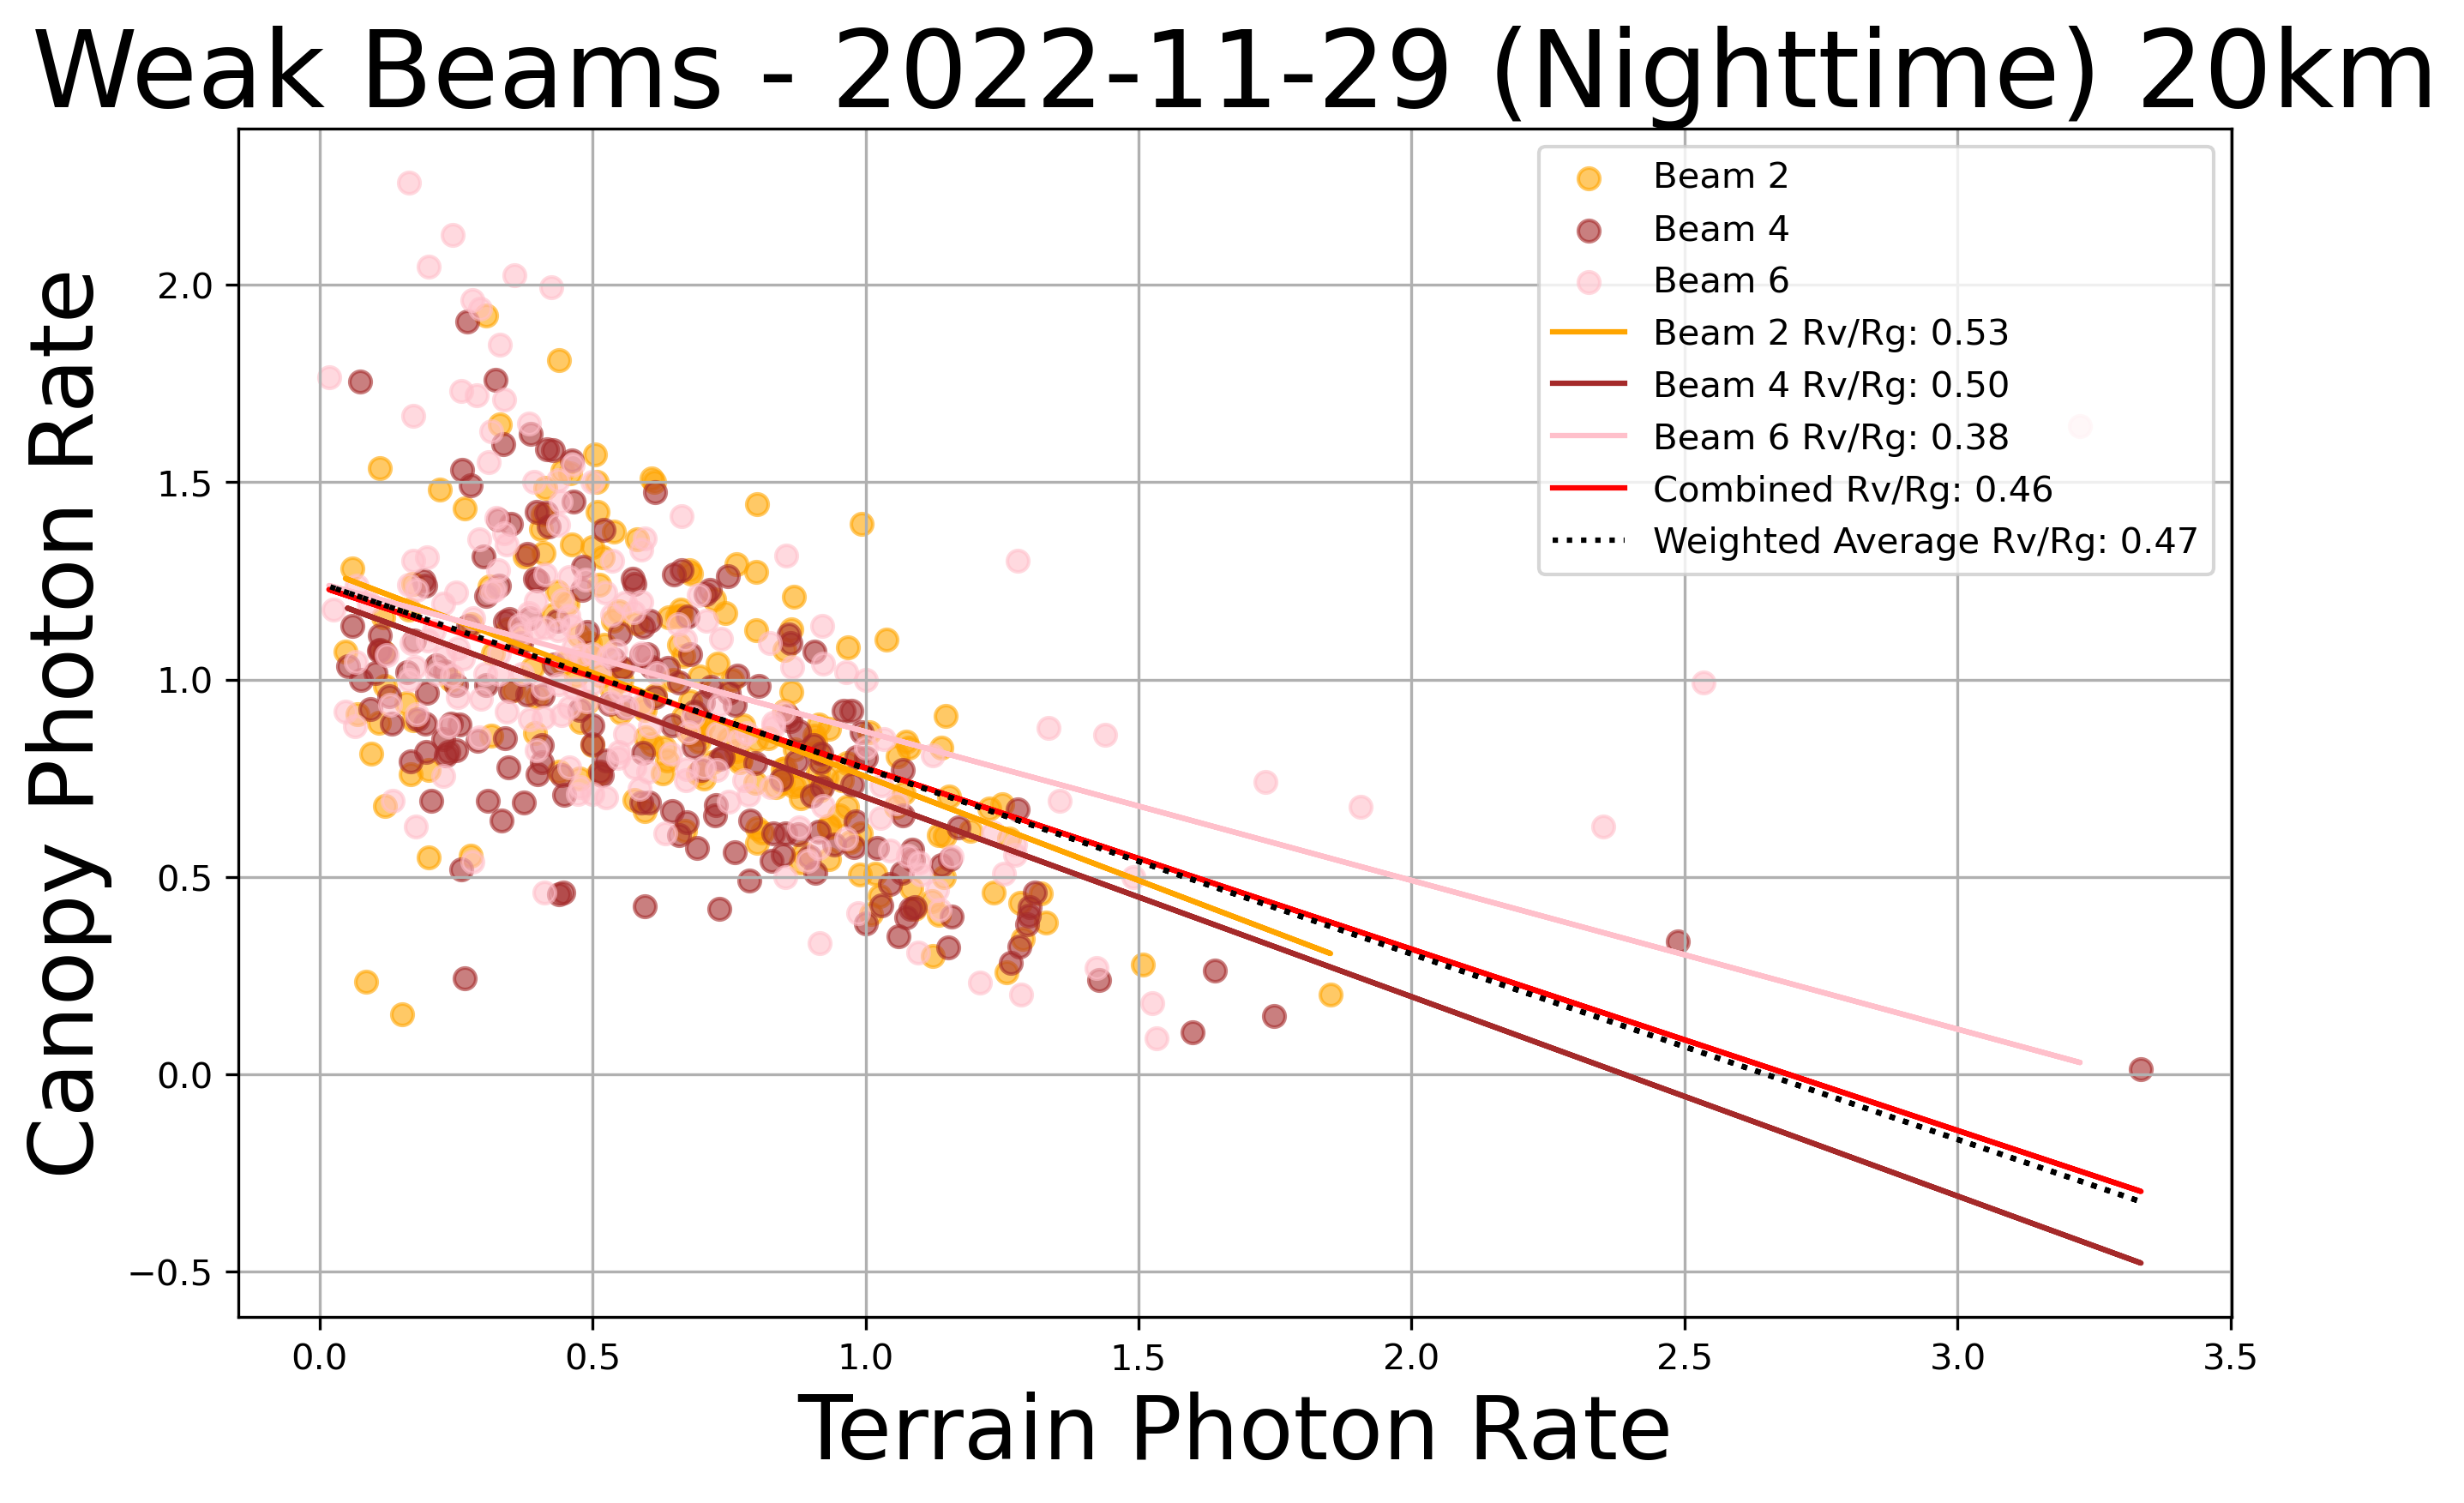 Weak Beams - 2022-11-29 (Nighttime) 20km
Canopy Photon Rate
2.0
1.5
1.0
0.5
0.0
−0.5
Beam 2
Beam 4
Beam 6
Beam 2 Rv/Rg: 0.53
Beam 4 Rv/Rg: 0.50
Beam 6 Rv/Rg: 0.38
Combined Rv/Rg: 0.46
Weighted Average Rv/Rg: 0.47
0.0 0.5 1.0 1.5 2.0 2.5 3.0 3.5
Terrain Photon Rate